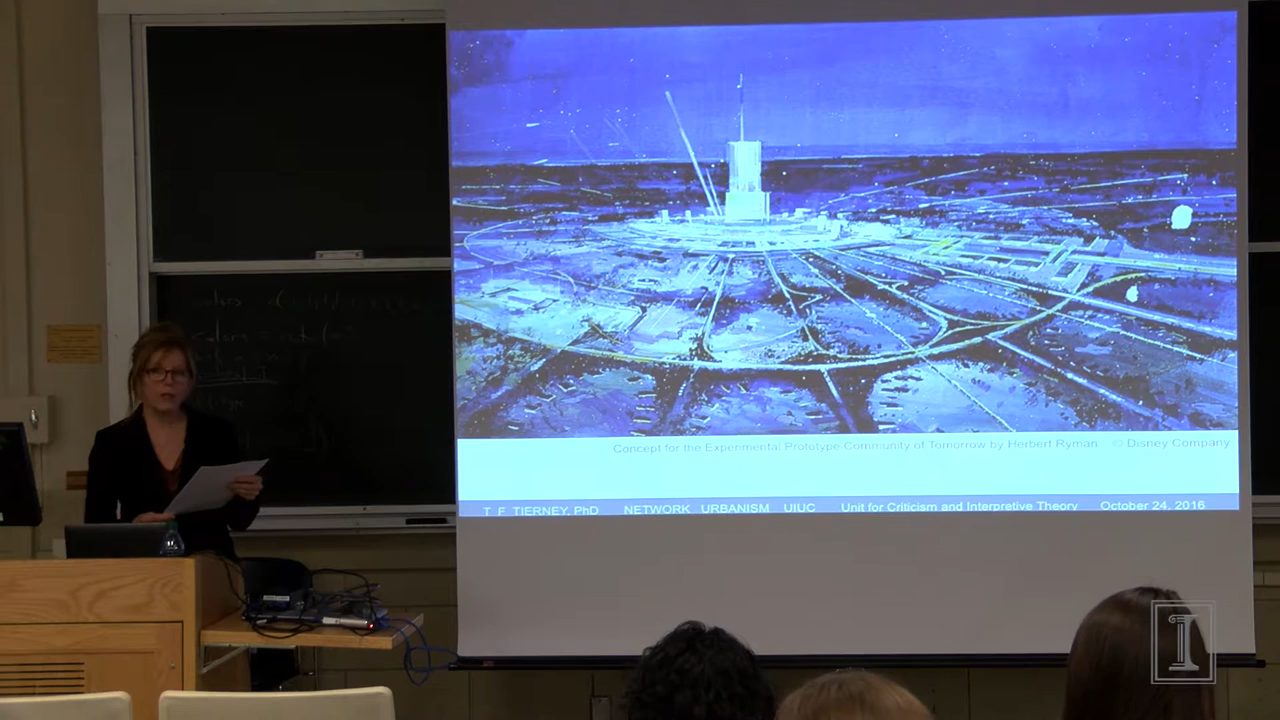 Concept for the Experimental Prototype Community of Tomorrow by Herbert Ryman © Disney Company
T F TIERNEY, PhD NETWORK URBANISM UIUC Unit for Criticism and Interpretive Theory October 24, 2016
I